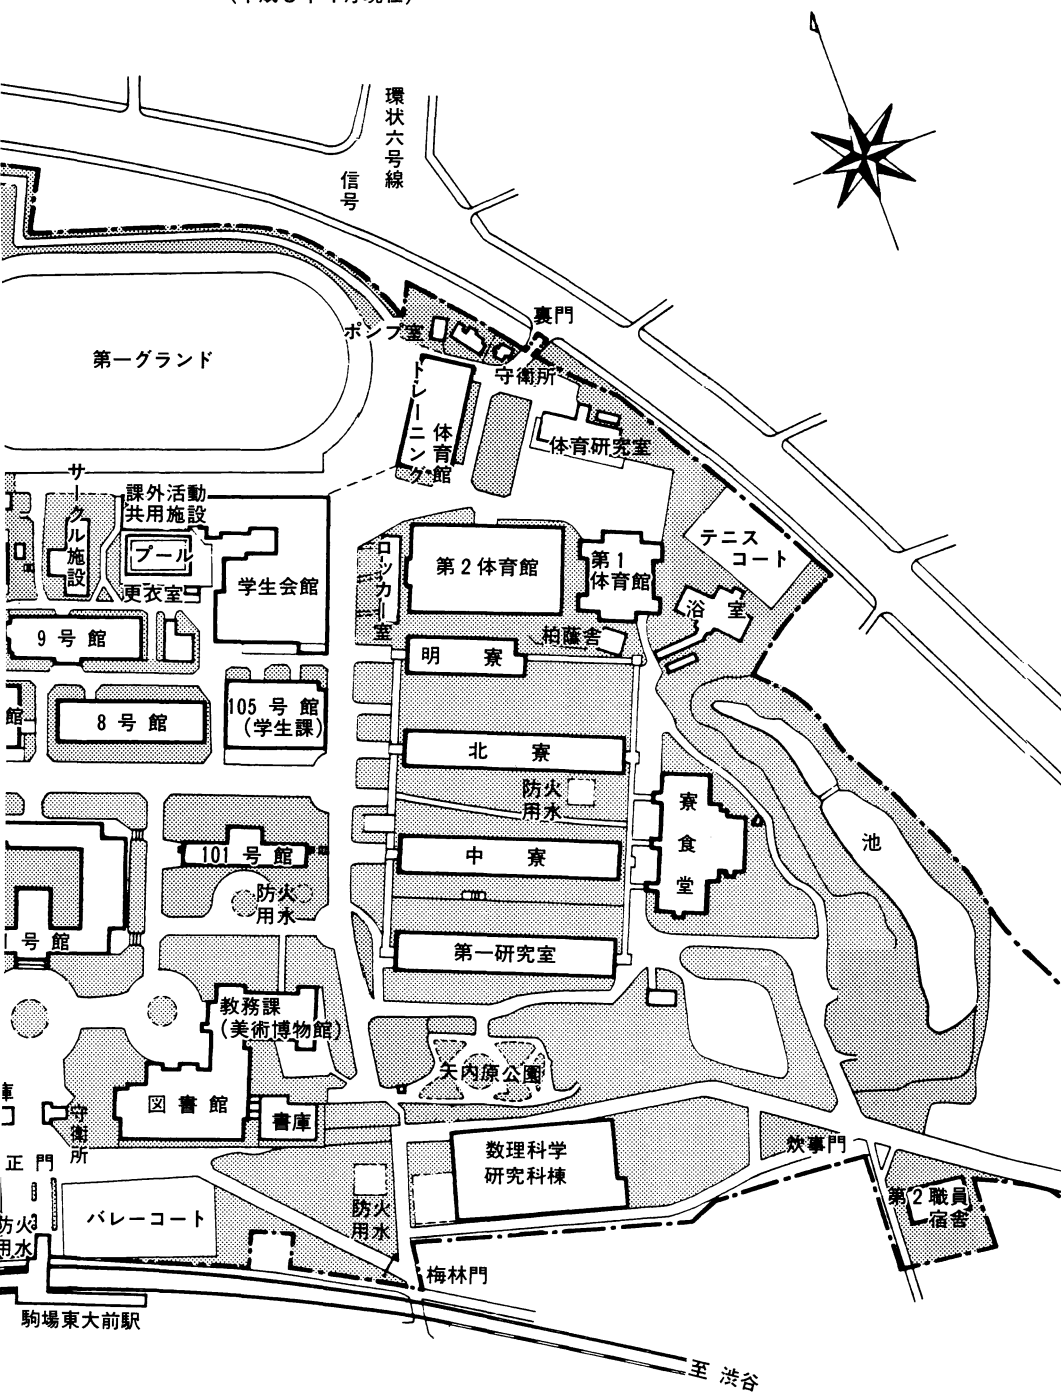 環状六号線
信号
裏門
ポンプ室
守衛所
第一グランド
トレーニング
体育館
体育研究室
サークル施設
課外活動
共用施設
プール
更衣室
学生会館
ロッカー室
第2体育館
第1
体育館
テニス
コート
浴室
柏蔭舎
9号館
明寮
館
8号館
105号館
(学生課)
北寮
防火
用水
寮食堂
池
101号館
中寮
防火
用水
号館
第一研究室
教務課
(美術博物館)
矢内原公園
図書館
書庫
庫
守衛所
正門
数理科学
研究科棟
炊事門
バレーコート
防火
用水
防火
用水
第2職員
宿舎
梅林門
駒場東大前駅
至 渋谷